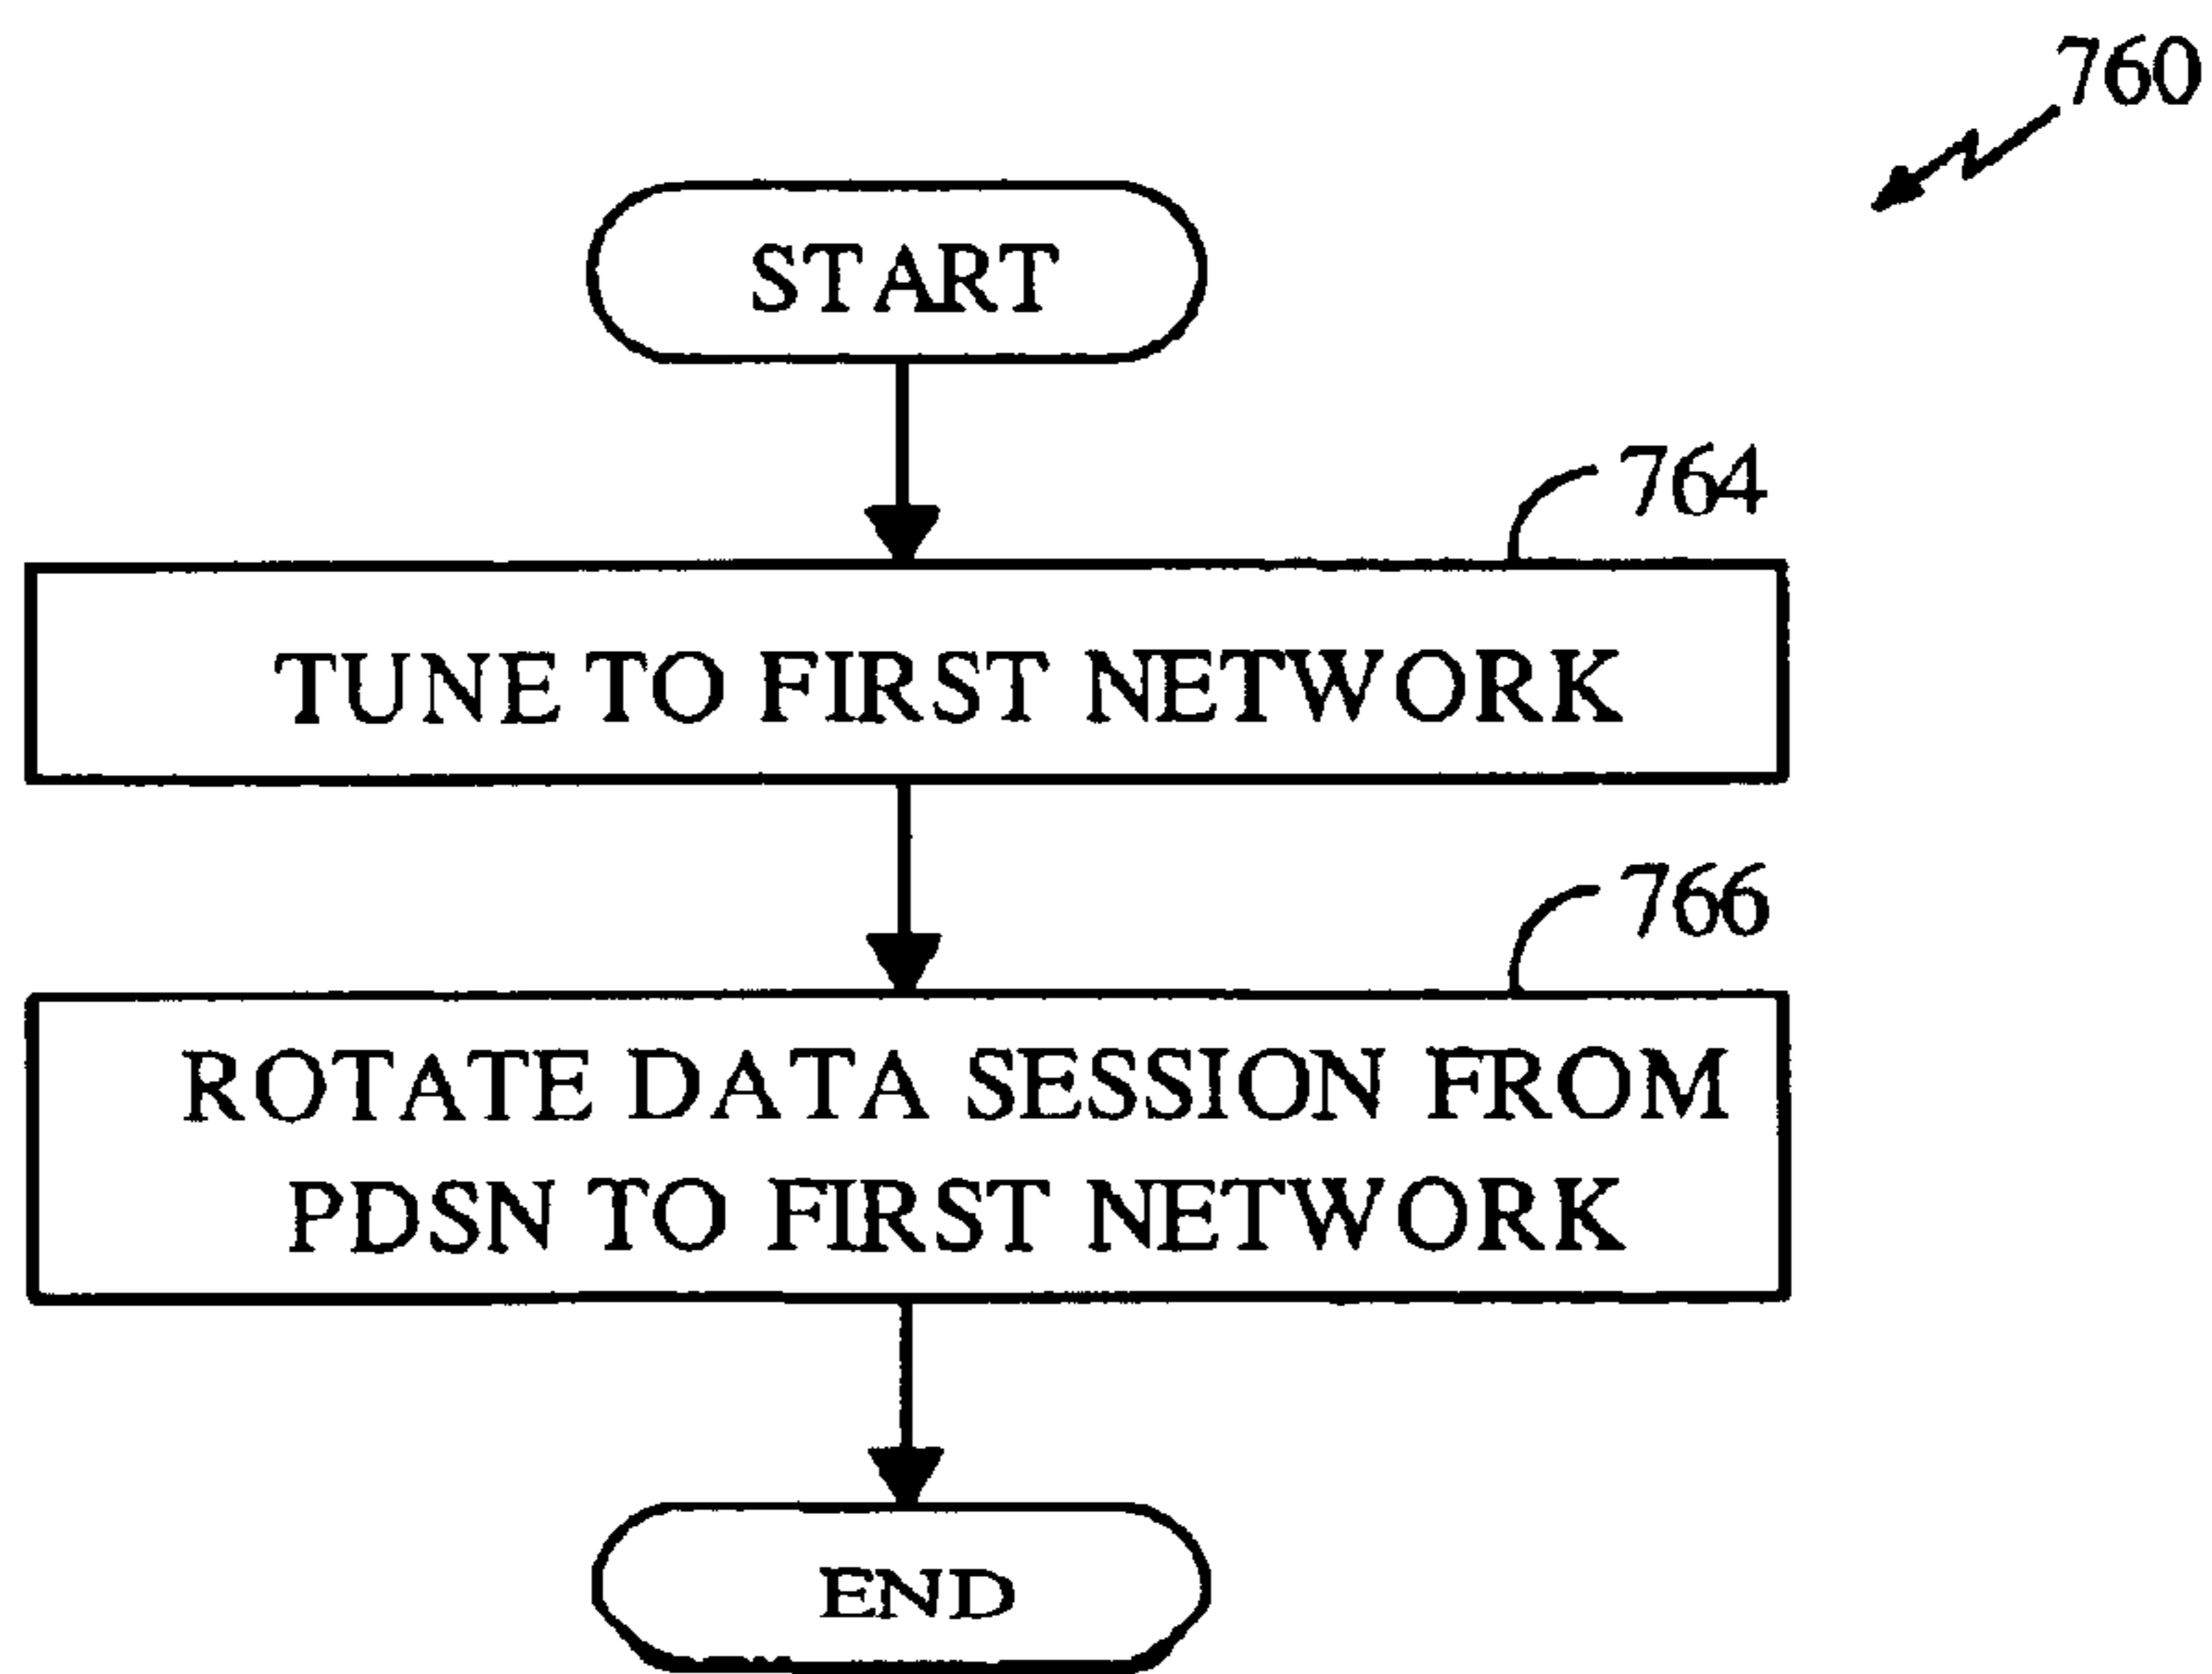 760
START
764
TUNE TO FIRST NETWORK
766
ROTATE DATA SESSION FROM
PDSN TO FIRST NETWORK
END